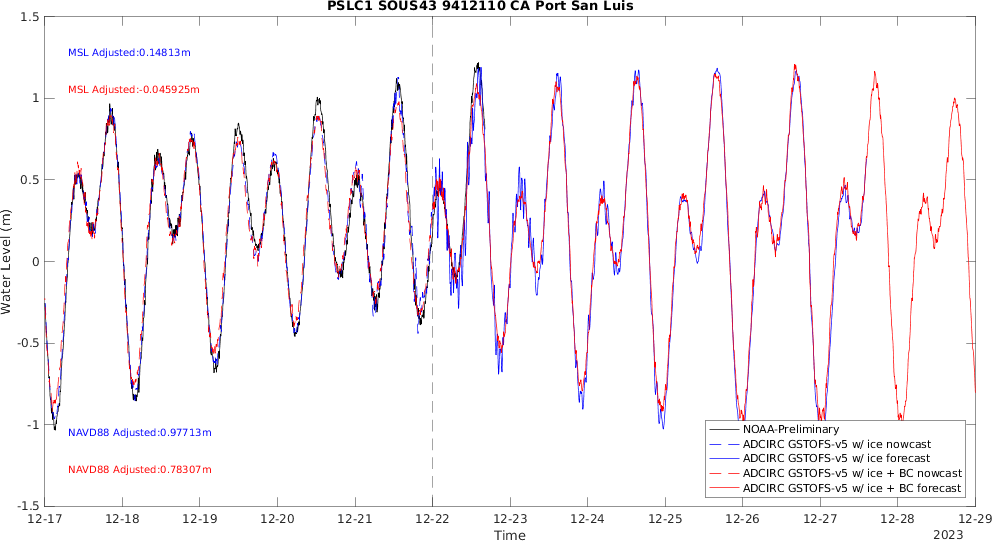 PSLC1 SOUS43 9412110 CA Port San Luis
1.5
1
0.5
0
-0.5
-1
-1.5
Water Level (m)
MSL Adjusted:0.14813m
MSL Adjusted:-0.045925m
NAVD88 Adjusted:0.97713m
NAVD88 Adjusted:0.78307m
NOAA-Preliminary
ADCIRC GSTOFS-v5 w/ ice nowcast
ADCIRC GSTOFS-v5 w/ ice forecast
ADCIRC GSTOFS-v5 w/ ice + BC nowcast
ADCIRC GSTOFS-v5 w/ ice + BC forecast
12-17 12-18 12-19 12-20 12-21 12-22 12-23 12-24 12-25 12-26 12-27 12-28 12-29
Time
2023